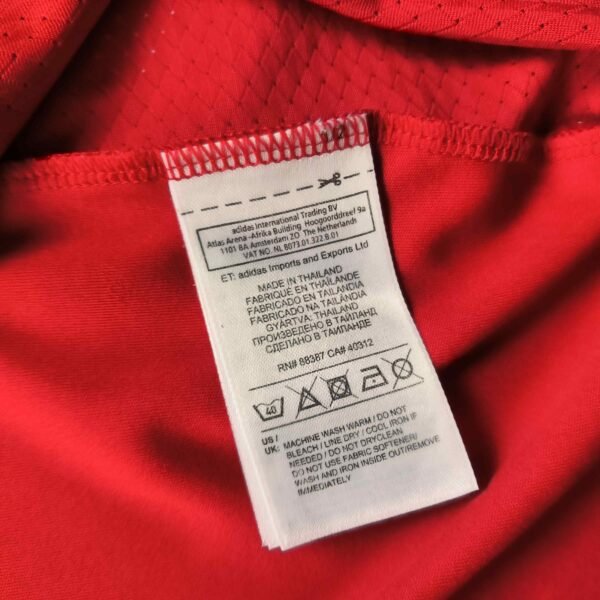 adidas International Trading BV
Atlas Arena -Afrika Building Hoogoorddreef 9a
1101 BA Amsterdam ZO The Netherlands
VAT NO. NL 8073.01.322.B.01
ET: adidas Imports and Exports Ltd
MADE IN THAILAND
FABRIQUÉ EN THAÏLANDE
FABRICADO EN TAILANDIA
FABRICADO NA TAILÂNDIA
GYÁRTVA: THAILAND
ПРОИЗВЕДЕНО В ТАЙЛАНД
СДЕЛАНО В ТАИЛАНДЕ
RN# 88387 CA# 40312
40
US / UK: MACHINE WASH WARM / DO NOT
BLEACH / LINE DRY / COOL IRON IF
NEEDED / DO NOT DRYCLEAN
DO NOT USE FABRIC SOFTENER/
WASH AND IRON INSIDE OUT/REMOVE
IMMEDIATELY